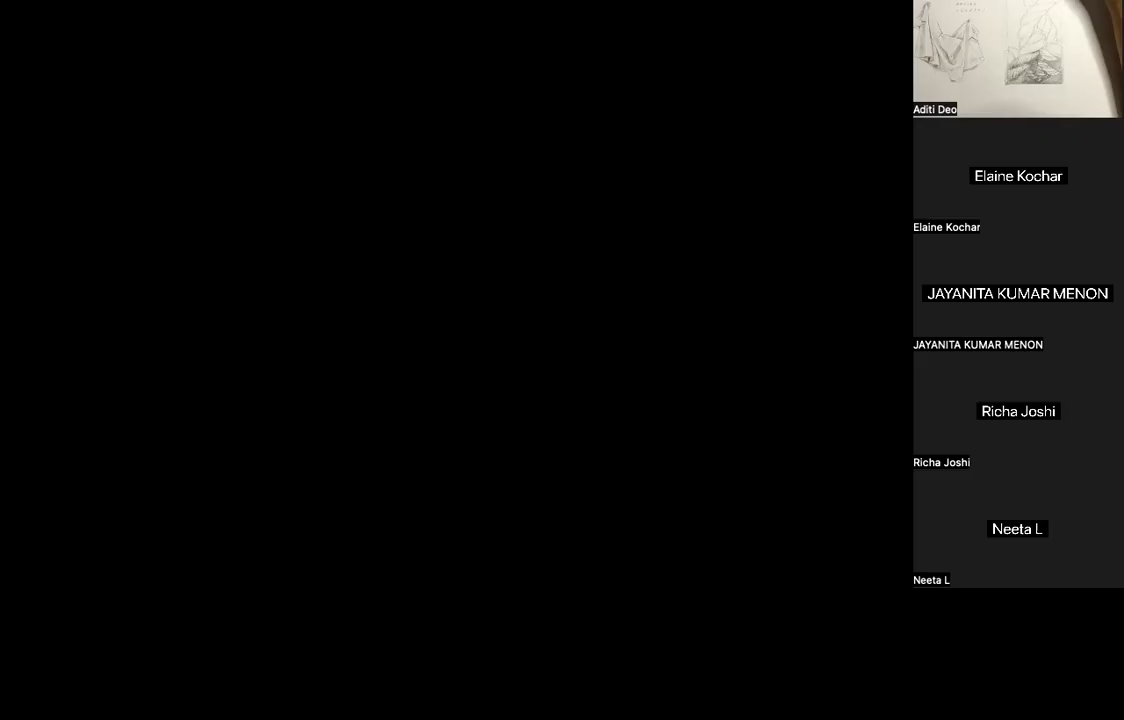 Aditi Deo
Elaine Kochar
Elaine Kochar
JAYANITA KUMAR MENON
JAYANITA KUMAR MENON
Richa Joshi
Richa Joshi
Neeta L
Neeta L